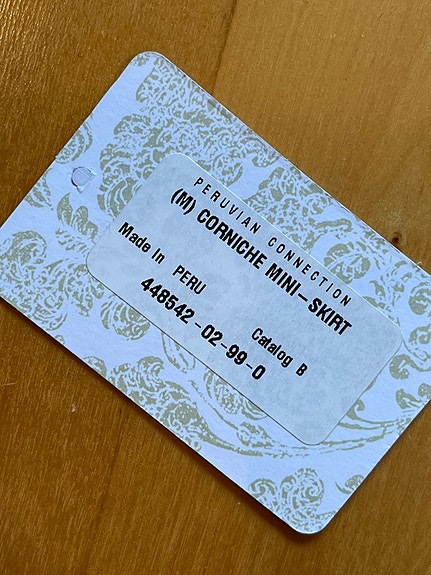 PERUVIAN CONNECTION
(M) CORNICHE MINI-SKIRT
Made In PERU
448542-02-99-0
Catalog B